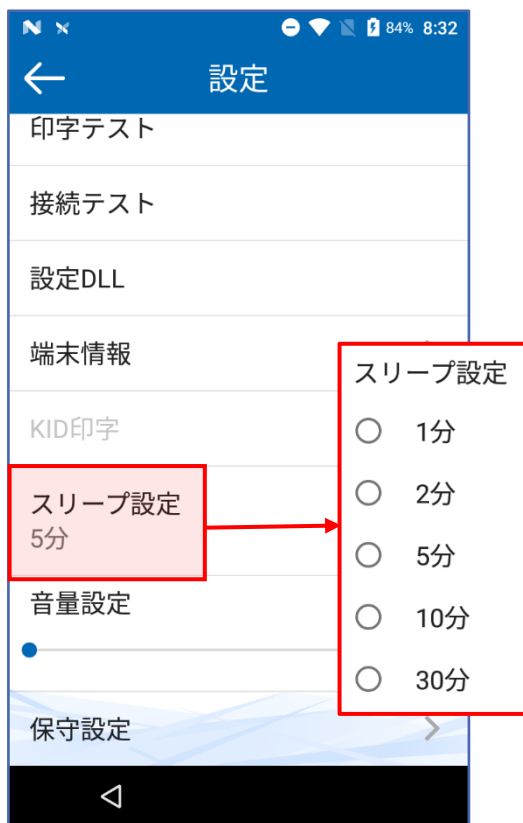 84% 8:32
設定
印字テスト
接続テスト
設定DLL
端末情報
KID印字
スリープ設定
5分
音量設定
保守設定
スリープ設定
1分
2分
5分
10分
30分